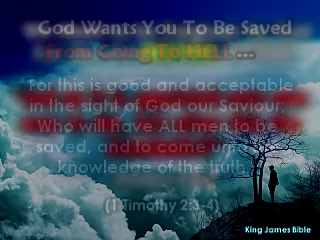 God Wants You To Be Saved
From Going To HELL ...
For this is good and acceptable
in the sight of God our Saviour;
Who will have ALL men to be
saved, and to come un
knowledge of the truth.
(1 Timothy 2:3-4)
King James Bible